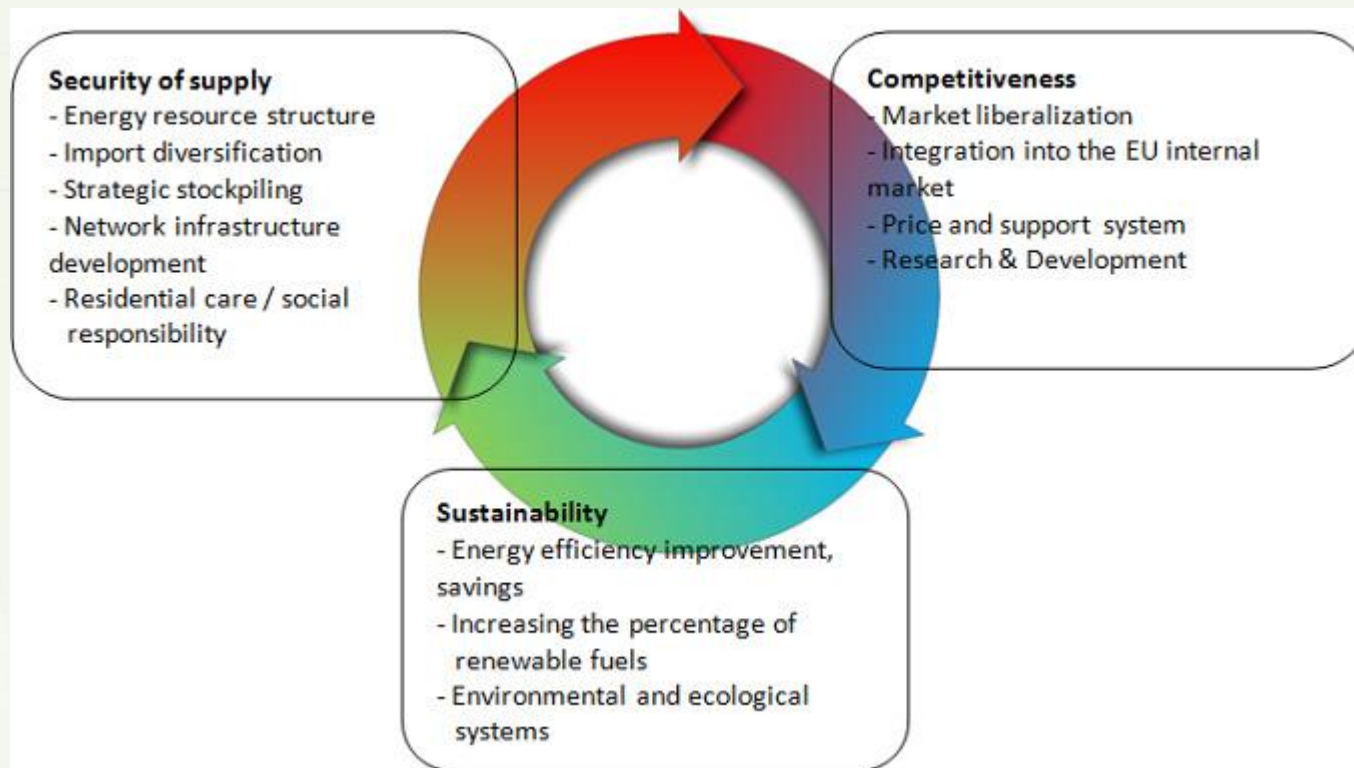 Security of supply
- Energy resource structure
- Import diversification
- Strategic stockpiling
- Network infrastructure
development
- Residential care / social
responsibility
Competitiveness
- Market liberalization
- Integration into the EU internal
market
- Price and support system
- Research & Development
Sustainability
- Energy efficiency improvement,
savings
- Increasing the percentage of
renewable fuels
- Environmental and ecological
systems